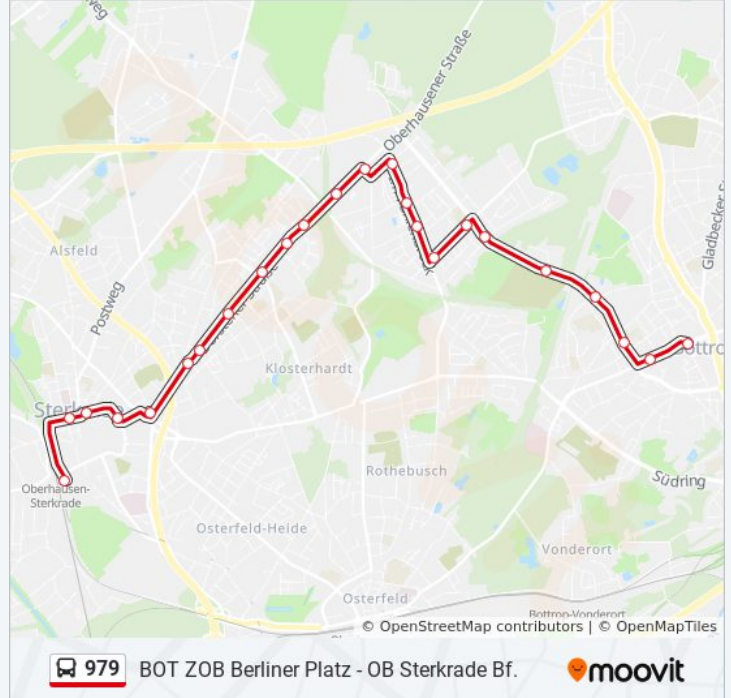 Oberhausener Straße
Gladbecker S
Alsfeld
Postweg
Klosterhardt
Bottro
Sterkrade
Rothebusch
Südring
Oberhausen-
Sterkrade
Osterfeld-Heide
Vonderort
Osterfeld
Bottrop-Vonderort
© OpenStreetMap contributors | © OpenMapTiles
979 BOT ZOB Berliner Platz - OB Sterkrade Bf.
moovit